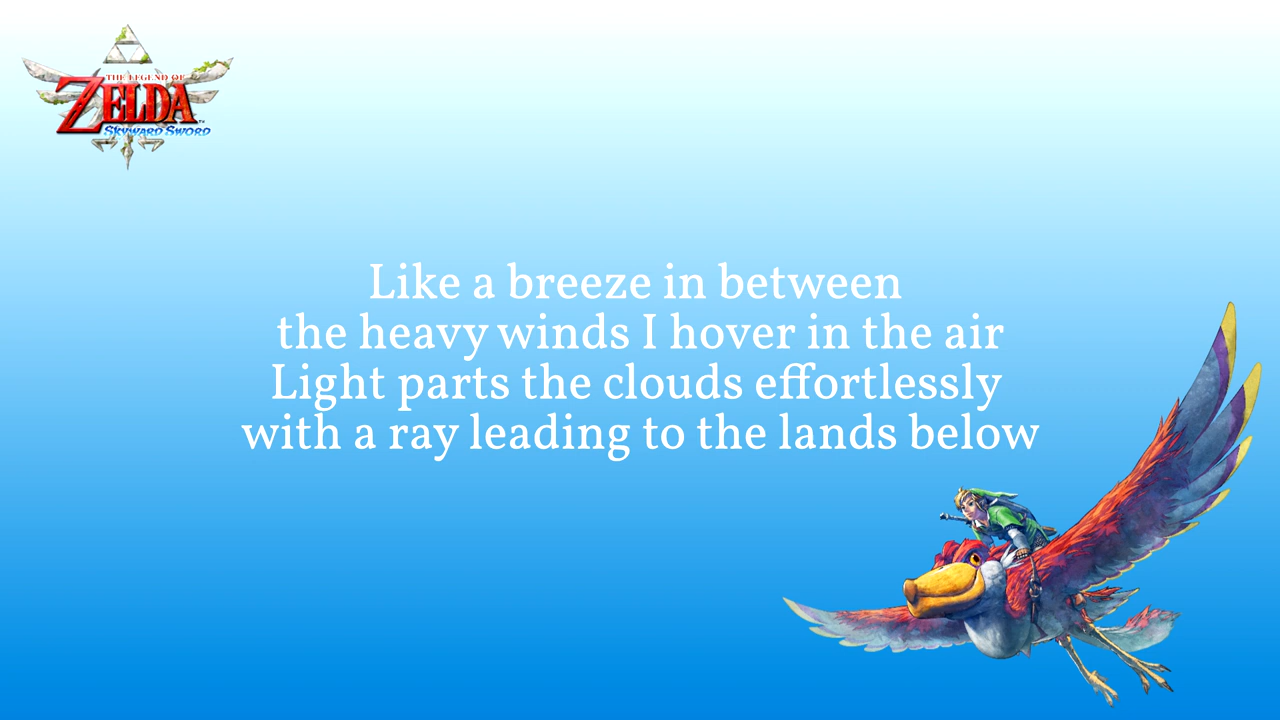 THE LEGEND OF
ZELDA
SKYWARD SWORD
Like a breeze in between
the heavy winds I hover in the air
Light parts the clouds effortlessly
with a ray leading to the lands below